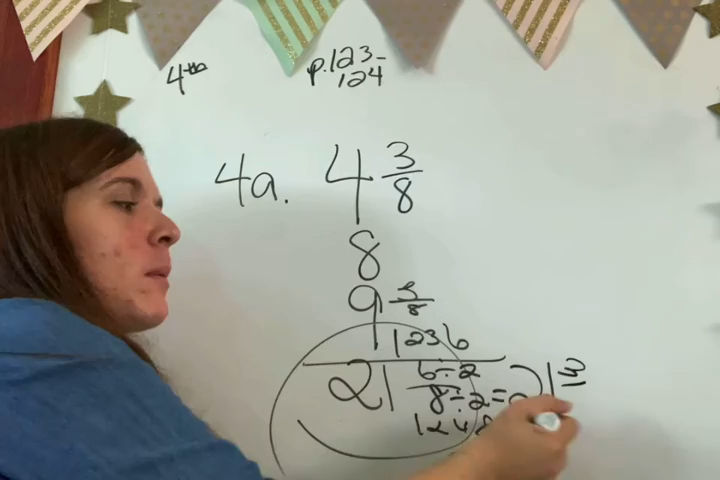 4th p.123-
124
4a. 4 3/8
8
9 3/8
1236
21 6÷2/8÷2 = 21 3
124